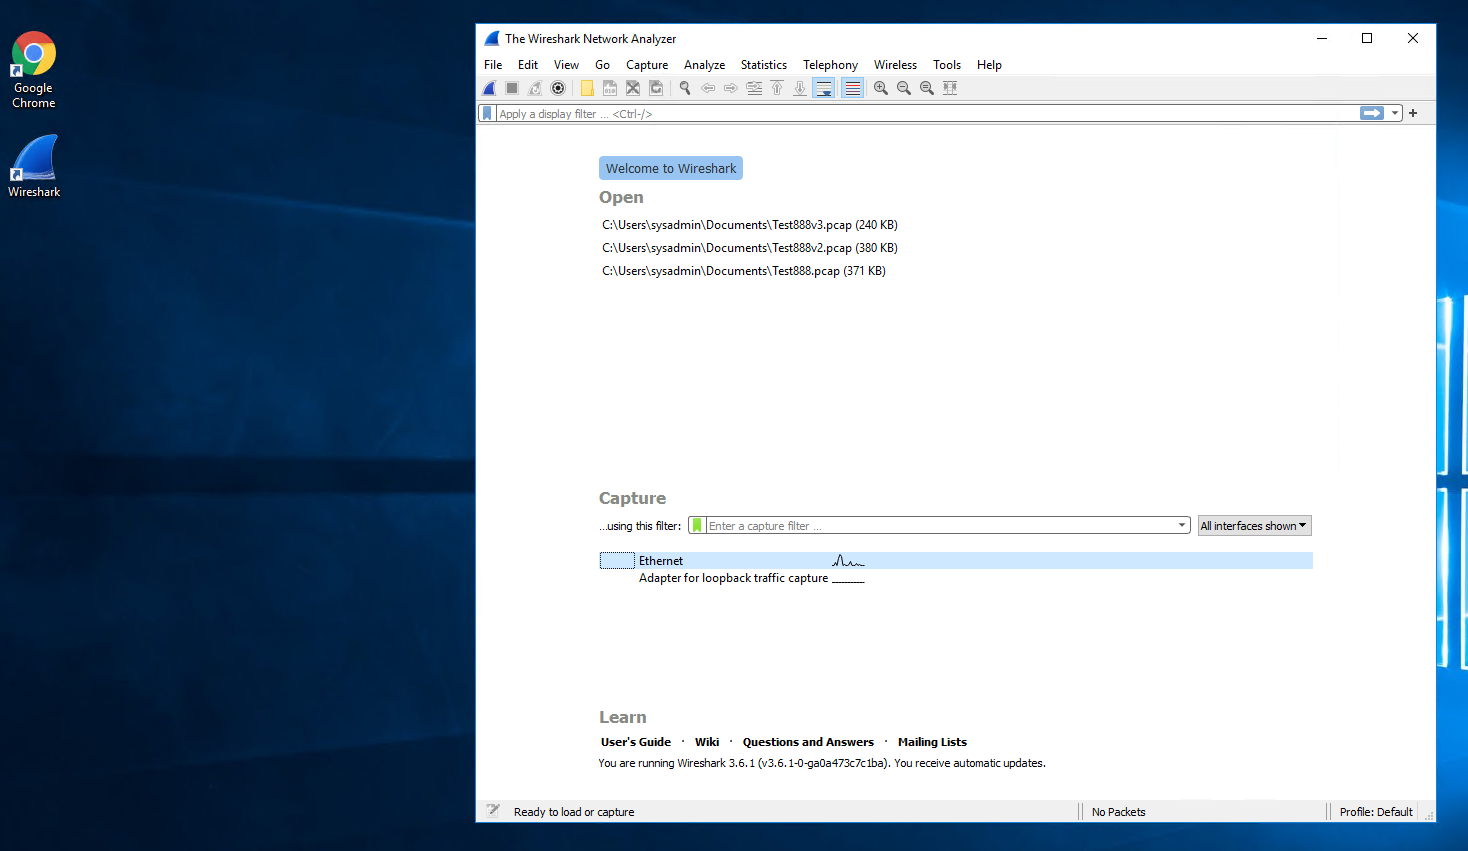 Google
Chrome
Wireshark
The Wireshark Network Analyzer
File Edit View Go Capture Analyze Statistics Telephony Wireless Tools Help
Apply a display filter ... <Ctrl-/>
+
Welcome to Wireshark
Open
C:\Users\sysadmin\Documents\Test888v3.pcap (240 KB)
C:\Users\sysadmin\Documents\Test888v2.pcap (380 KB)
C:\Users\sysadmin\Documents\Test888.pcap (371 KB)
Capture
...using this filter: Enter a capture filter ... All interfaces shown
Ethernet
Adapter for loopback traffic capture
Learn
User's Guide · Wiki · Questions and Answers · Mailing Lists
You are running Wireshark 3.6.1 (v3.6.1-0-ga0a473c7c1ba). You receive automatic updates.
Ready to load or capture No Packets Profile: Default